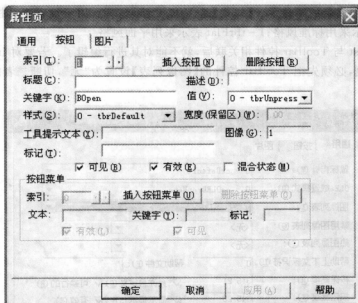 属性页
通用 按钮 图片
索引(I): 1 插入按钮(N) 删除按钮(R)
标题(C): 描述(D):
关键字(K): BOpen 值(V): 0 - tbrUnpress
样式(S): 0 - tbrDefault 宽度(保留区)(W): 00
工具提示文本(X): 图像(G): 1
标记(T):
可见(B) 有效(E) 混合状态(M)
按钮菜单
索引: 0 插入按钮菜单(U) 删除按钮菜单(O)
文本: 关键字(Y): 标记:
有效(L) 可见
确定 取消 应用(A) 帮助